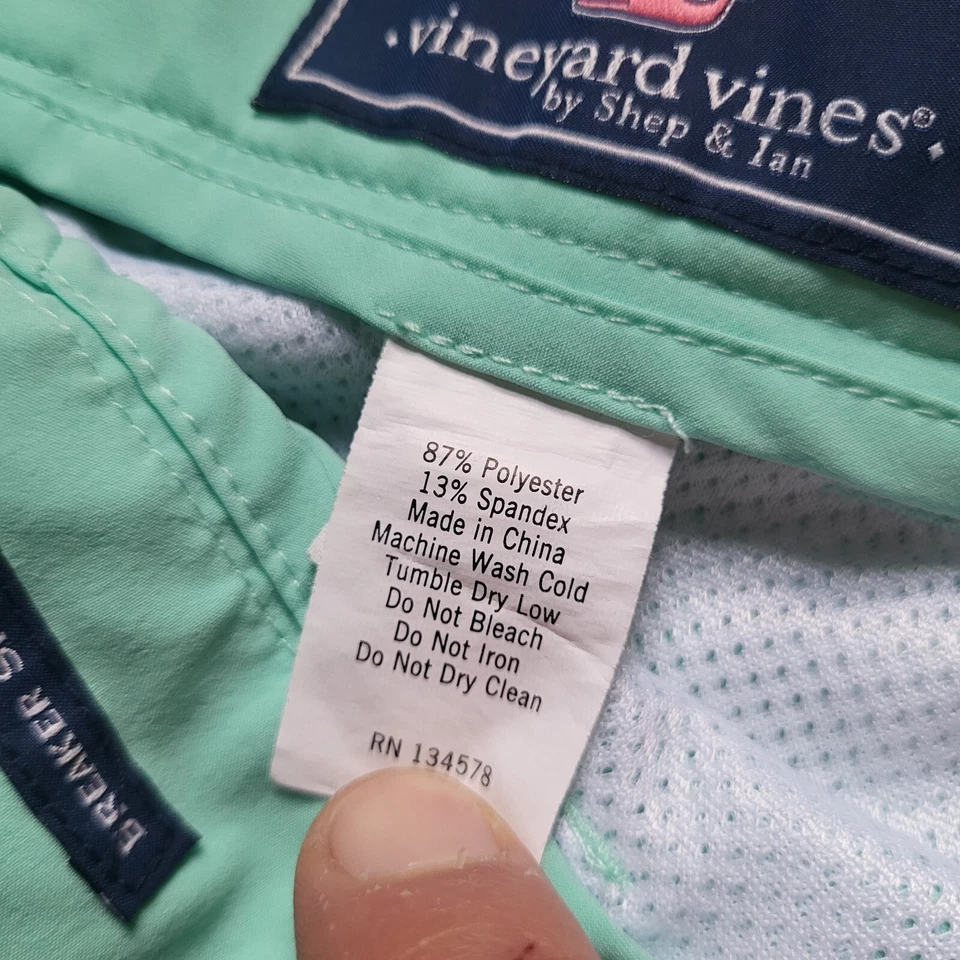 vineyard vines®
by Shep & Ian
87% Polyester
13% Spandex
Made in China
Machine Wash Cold
Tumble Dry Low
Do Not Bleach
Do Not Iron
Do Not Dry Clean
RN 134578
BREAKER